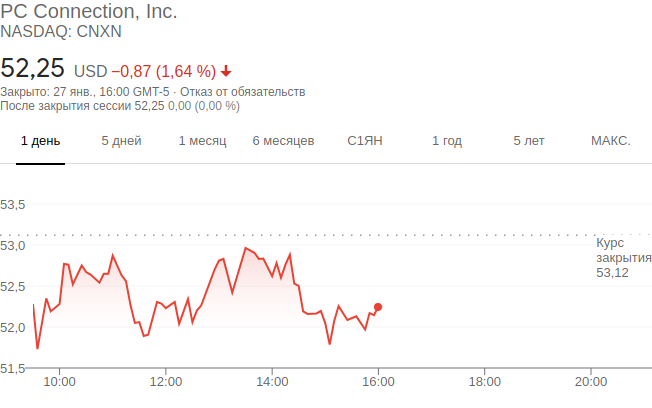 PC Connection, Inc.
NASDAQ: CNXN
52,25 USD −0,87 (1,64 %)
Закрыто: 27 янв., 16:00 GMT-5 · Отказ от обязательств
После закрытия сессии 52,25 0,00 (0,00 %)
1 день 5 дней 1 месяц 6 месяцев С1ЯН 1 год 5 лет МАКС.
53,5
53,0
52,5
52,0
51,5
Курс
закрытия
53,12
10:00 12:00 14:00 16:00 18:00 20:00